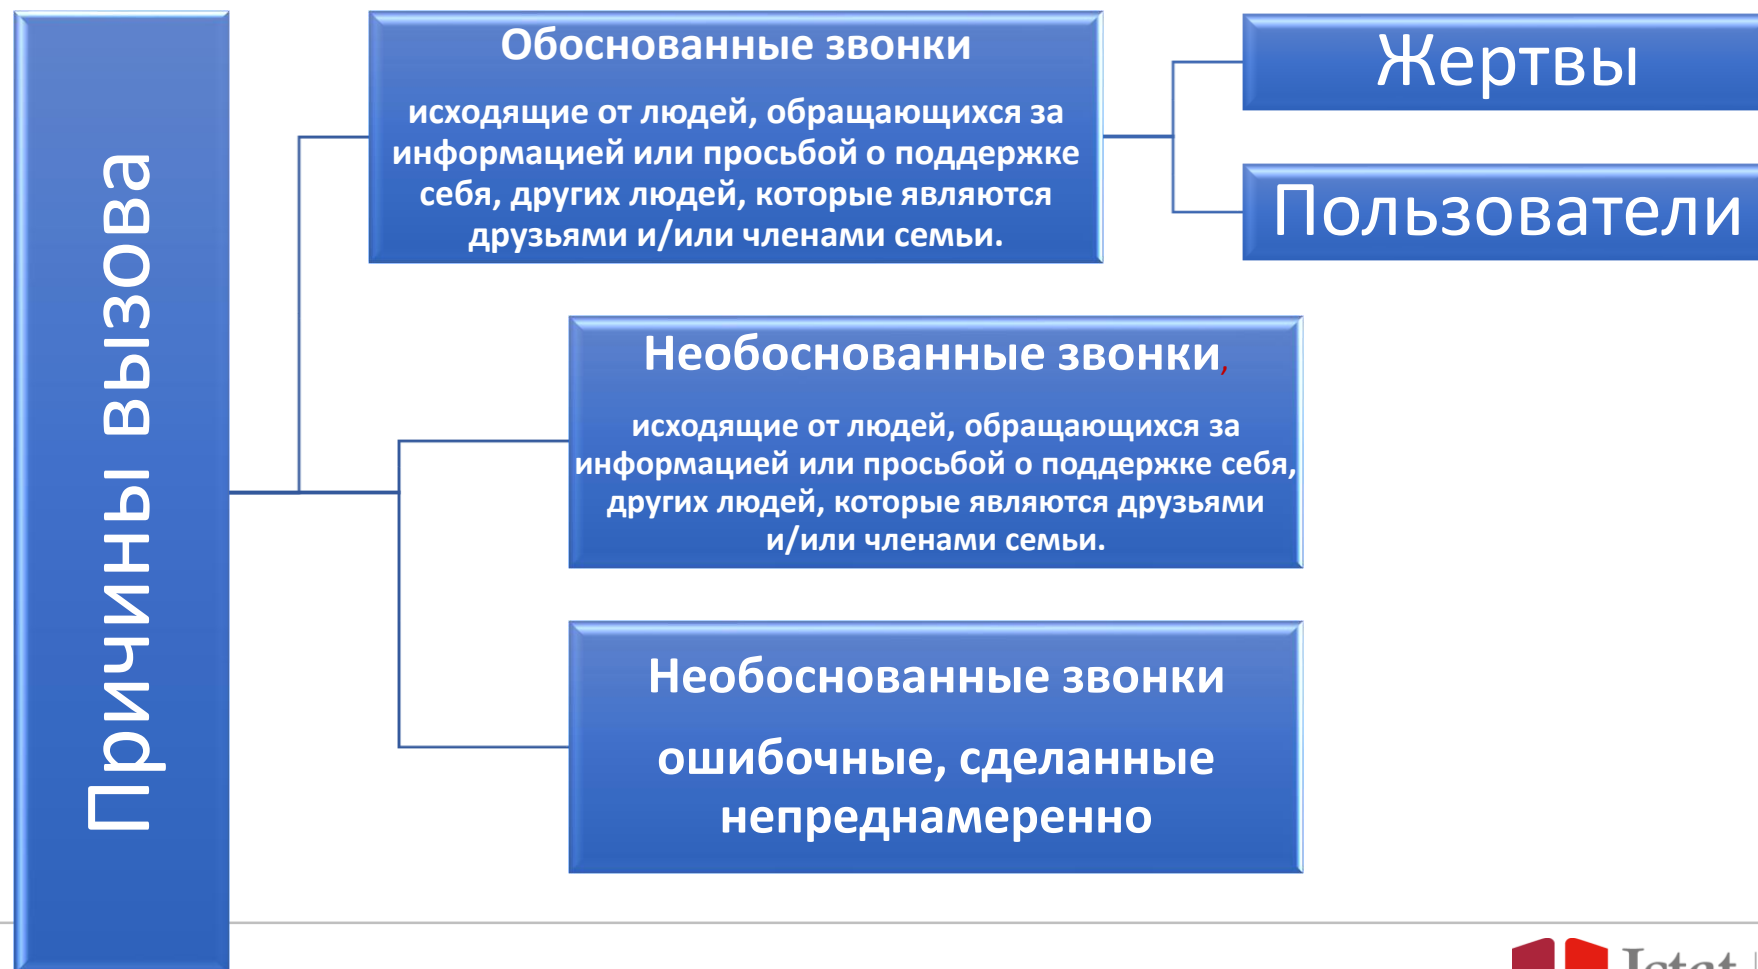 Причины вызова
Обоснованные звонки
исходящие от людей, обращающихся за
информацией или просьбой о поддержке
себя, других людей, которые являются
друзьями и/или членами семьи.
Жертвы
Пользователи
Необоснованные звонки,
исходящие от людей, обращающихся за
информацией или просьбой о поддержке себя,
других людей, которые являются друзьями
и/или членами семьи.
Необоснованные звонки
ошибочные, сделанные
непреднамеренно
Istat